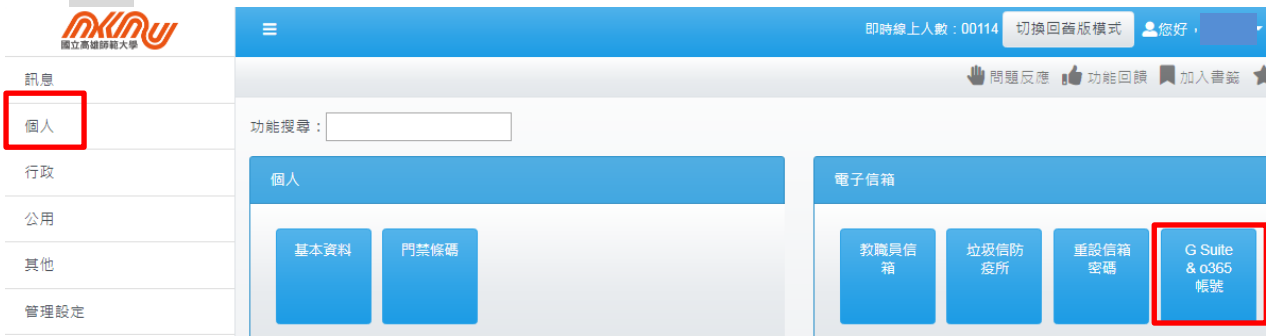 國立高雄師範大學
即時線上人數：00114
切換回舊版模式
您好，
訊息
問題反應
功能回饋
加入書籤
個人
功能搜尋：
行政
個人
電子信箱
公用
基本資料
門禁條碼
教職員信
箱
垃圾信防
疫所
重設信箱
密碼
G Suite
& o365
帳號
其他
管理設定